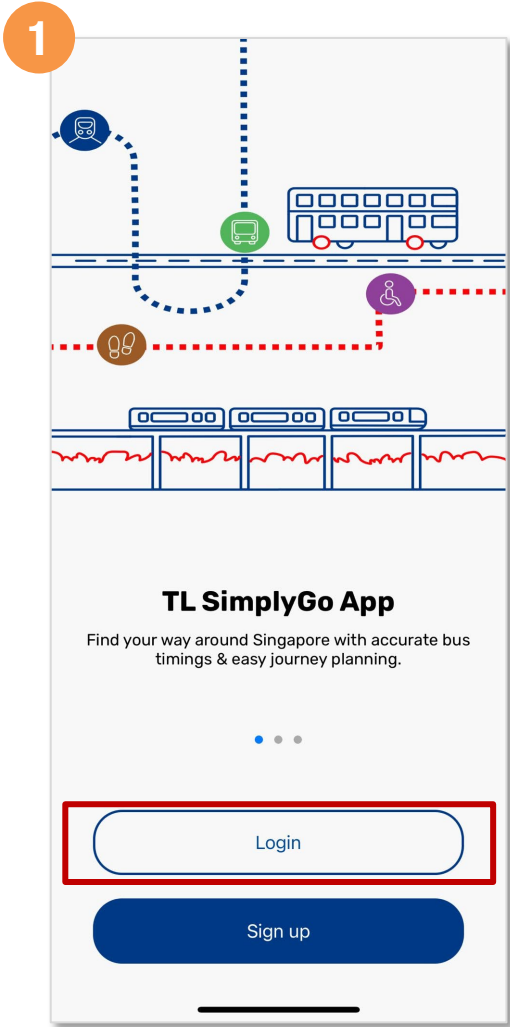 1
TL SimplyGo App
Find your way around Singapore with accurate bus
timings & easy journey planning.
Login
Sign up